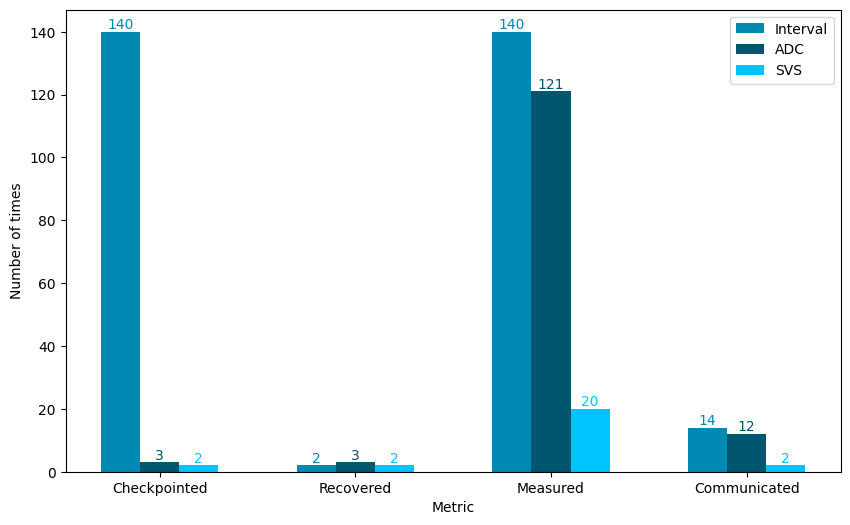 140
140
Interval
ADC
SVS
140
120
121
100
80
60
40
20
0
Number of times
3
2
2
3
2
20
14
12
2
Checkpointed
Recovered
Measured
Communicated
Metric